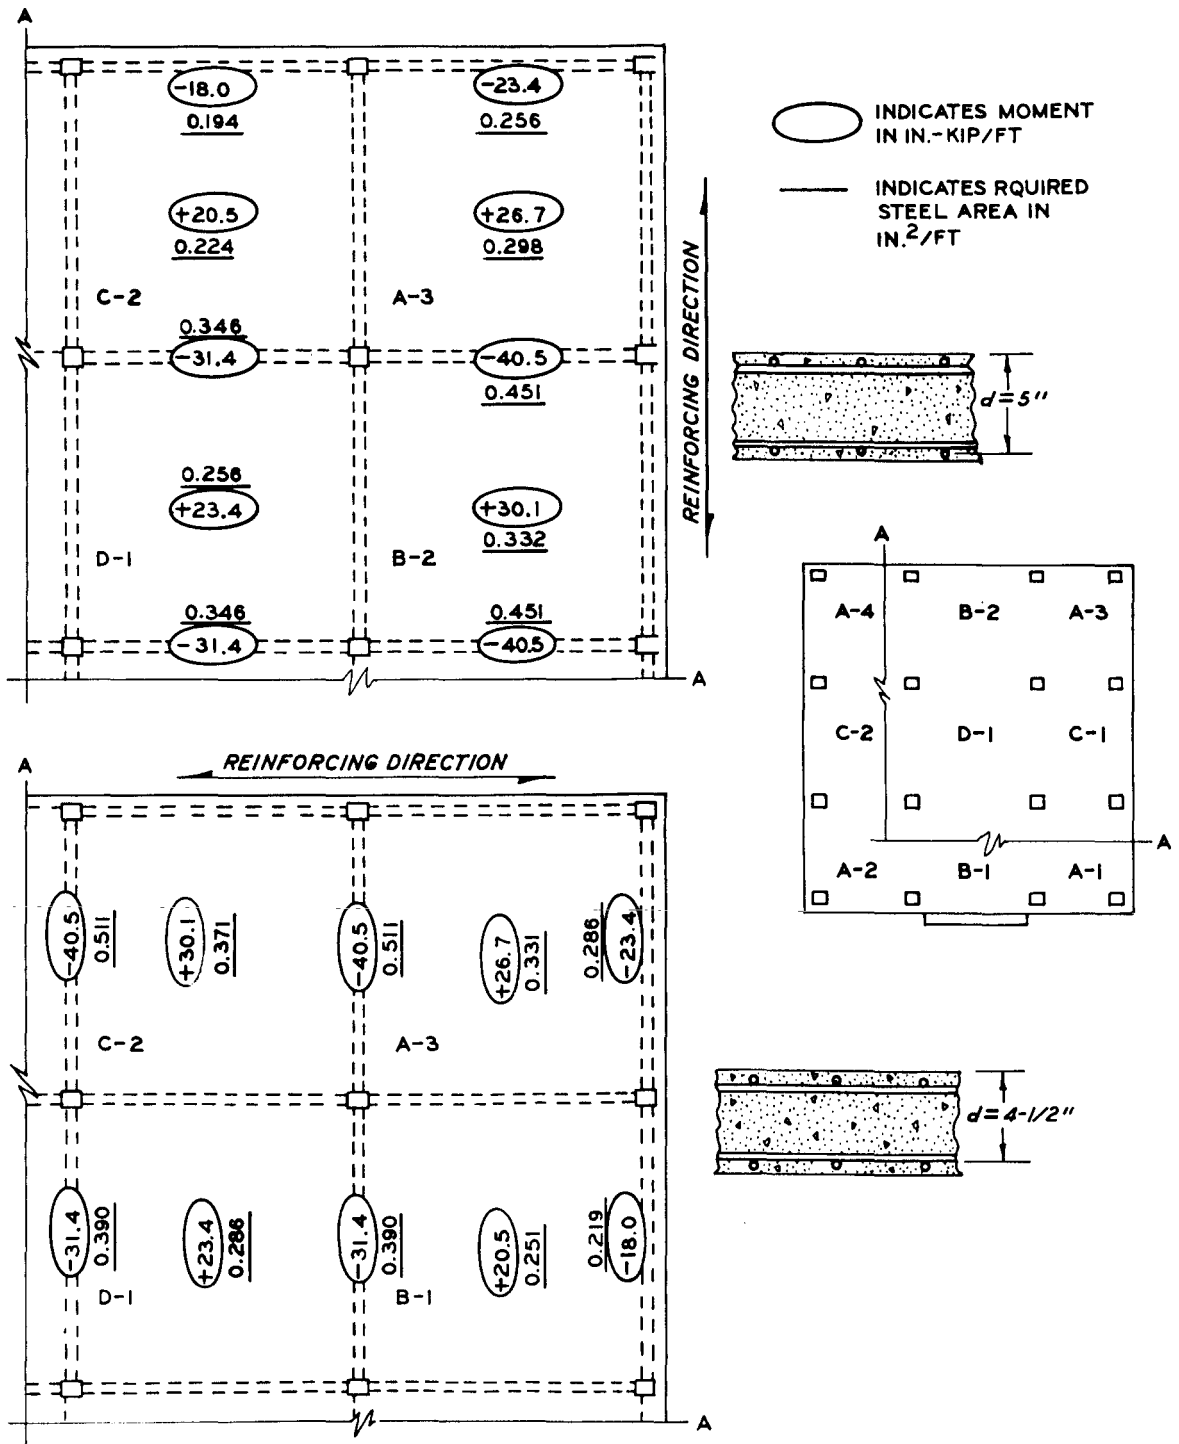 A
-18.0
0.194
-23.4
0.256
+20.5
0.224
+26.7
0.298
C-2
A-3
0.346
-31.4
-40.5
0.451
0.256
+23.4
+30.1
0.332
D-1
B-2
0.346
-31.4
0.451
-40.5
A
INDICATES MOMENT
IN IN.-KIP/FT
INDICATES RQUIRED
STEEL AREA IN
IN.2/FT
REINFORCING DIRECTION
d=5"
A
A-4
B-2
A-3
C-2
D-1
C-1
A
A-2
B-1
A-1
REINFORCING DIRECTION
A
-40.5
0.511
+30.1
0.371
-40.5
0.511
+26.7
0.331
0.286
-23.4
C-2
A-3
-31.4
0.390
+23.4
0.286
-31.4
0.390
+20.5
0.251
0.219
-18.0
D-1
B-1
A
d=4-1/2"